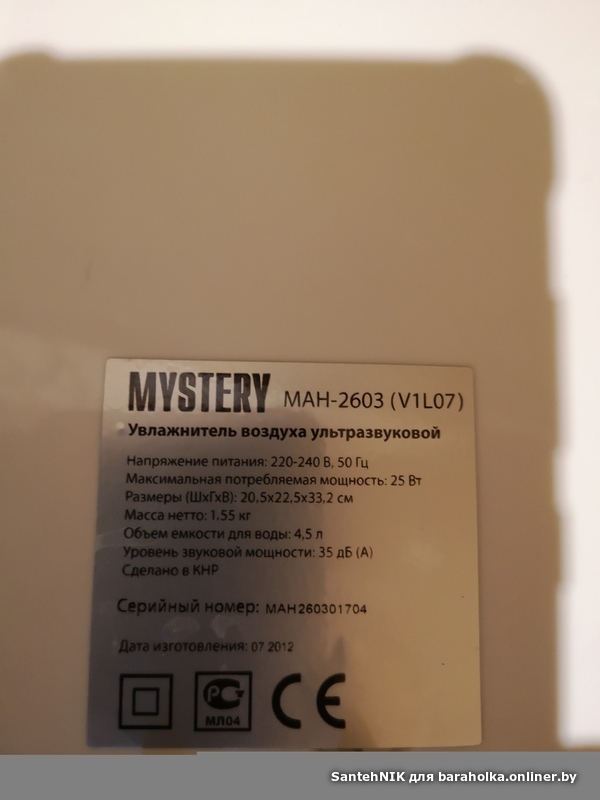 MYSTERY MAH-2603 (V1L07)
Увлажнитель воздуха ультразвуковой
Напряжение питания: 220-240 В, 50 Гц
Максимальная потребляемая мощность: 25 Вт
Размеры (ШхГхВ): 20,5х22,5х33,2 см
Масса нетто: 1,55 кг
Объем емкости для воды: 4,5 л
Уровень звуковой мощности: 35 дБ (А)
Сделано в КНР
Серийный номер: MAH260301704
Дата изготовления: 07 2012
РСТ
МЛ04
CE
SantehNIK для baraholka.onliner.by